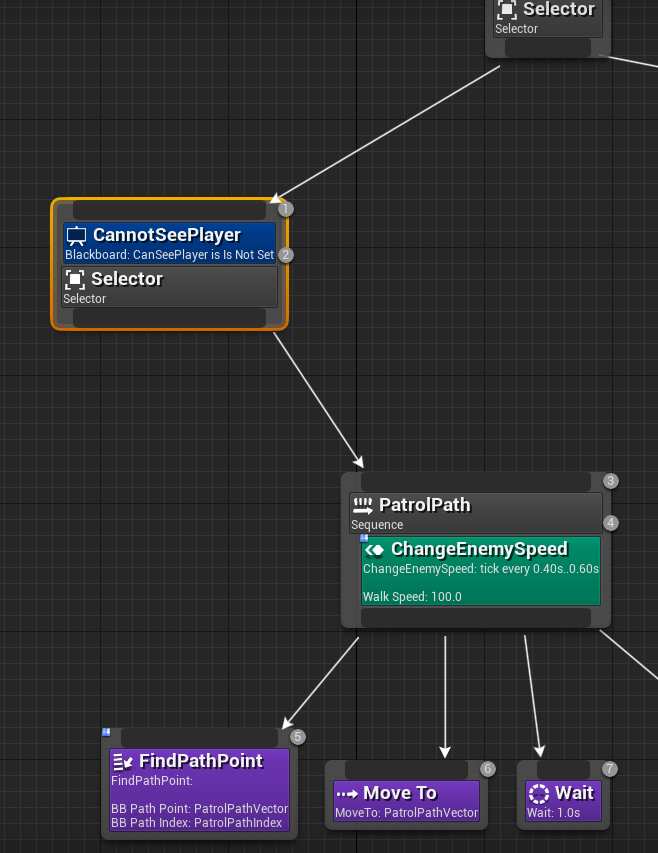 Selector
Selector
1
CannotSeePlayer
Blackboard: CanSeePlayer is Is Not Set
2
Selector
Selector
3
PatrolPath
Sequence
4
ChangeEnemySpeed
ChangeEnemySpeed: tick every 0.40s..0.60s
Walk Speed: 100.0
5
FindPathPoint
FindPathPoint:
BB Path Point: PatrolPathVector
BB Path Index: PatrolPathIndex
6
Move To
MoveTo: PatrolPathVector
7
Wait
Wait: 1.0s